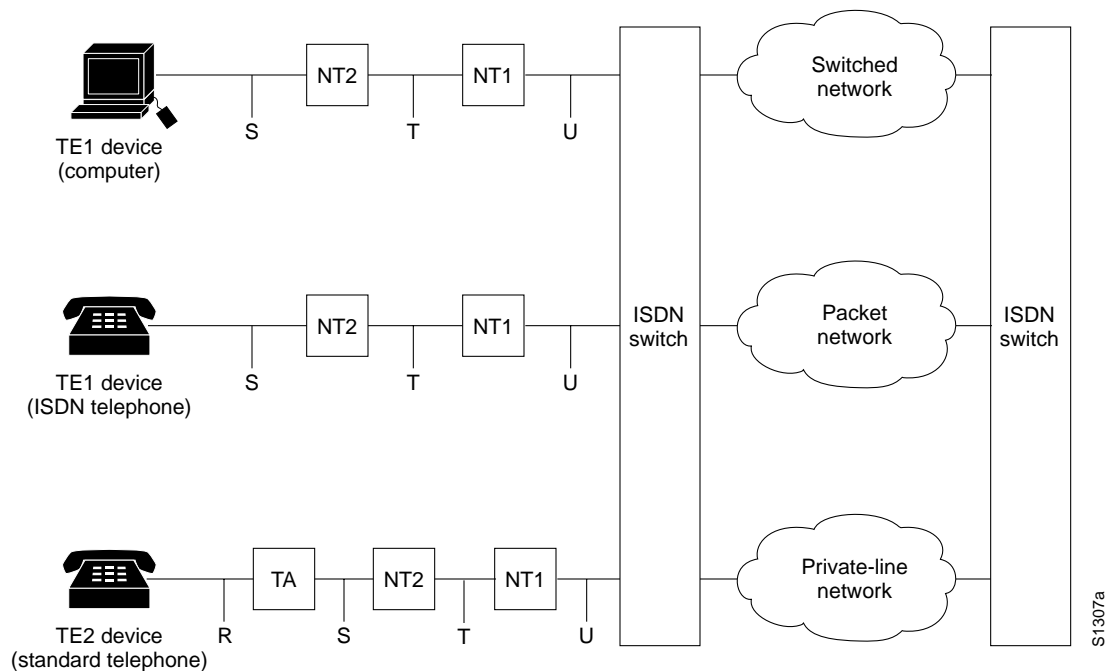 NT2
NT1
Switched
network
S
T
U
TE1 device
(computer)
NT2
NT1
ISDN
switch
Packet
network
ISDN
switch
S
T
U
TE1 device
(ISDN telephone)
TA
NT2
NT1
Private-line
network
R
S
T
U
TE2 device
(standard telephone)
S1307a